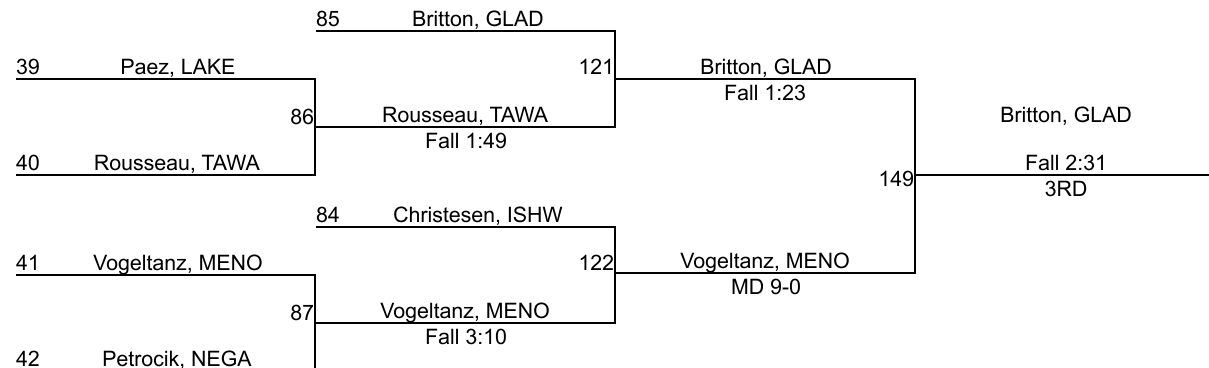 85 Britton, GLAD
39 Paez, LAKE
121 Britton, GLAD
Fall 1:23
86 Rousseau, TAWA
Fall 1:49
Britton, GLAD
40 Rousseau, TAWA
Fall 2:31
149
3RD
84 Christesen, ISHW
41 Vogeltanz, MENO
122 Vogeltanz, MENO
MD 9-0
87 Vogeltanz, MENO
Fall 3:10
42 Petrocik, NEGA